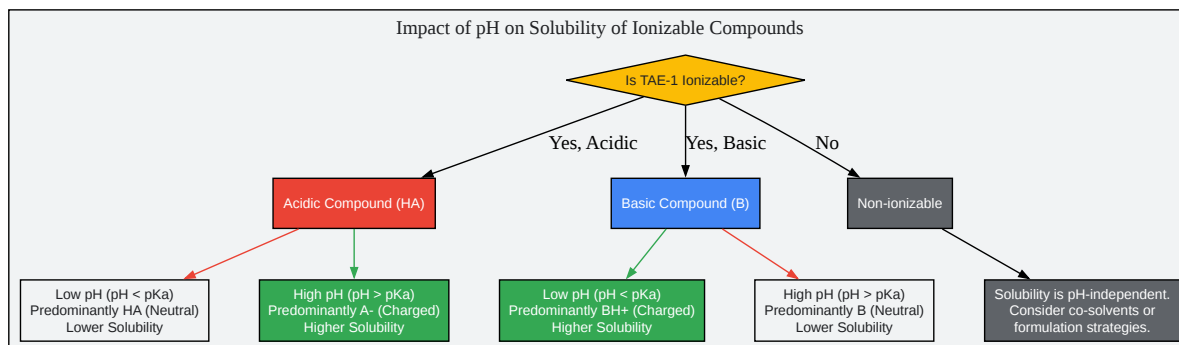 Impact of pH on Solubility of Ionizable Compounds
Is TAE-1 Ionizable?
Yes, Acidic
Yes, Basic
No
Acidic Compound (HA)
Basic Compound (B)
Non-ionizable
Low pH (pH < pKa)
Predominantly HA (Neutral)
Lower Solubility
High pH (pH > pKa)
Predominantly A- (Charged)
Higher Solubility
Low pH (pH < pKa)
Predominantly BH+ (Charged)
Higher Solubility
High pH (pH > pKa)
Predominantly B (Neutral)
Lower Solubility
Solubility is pH-independent.
Consider co-solvents or
formulation strategies.